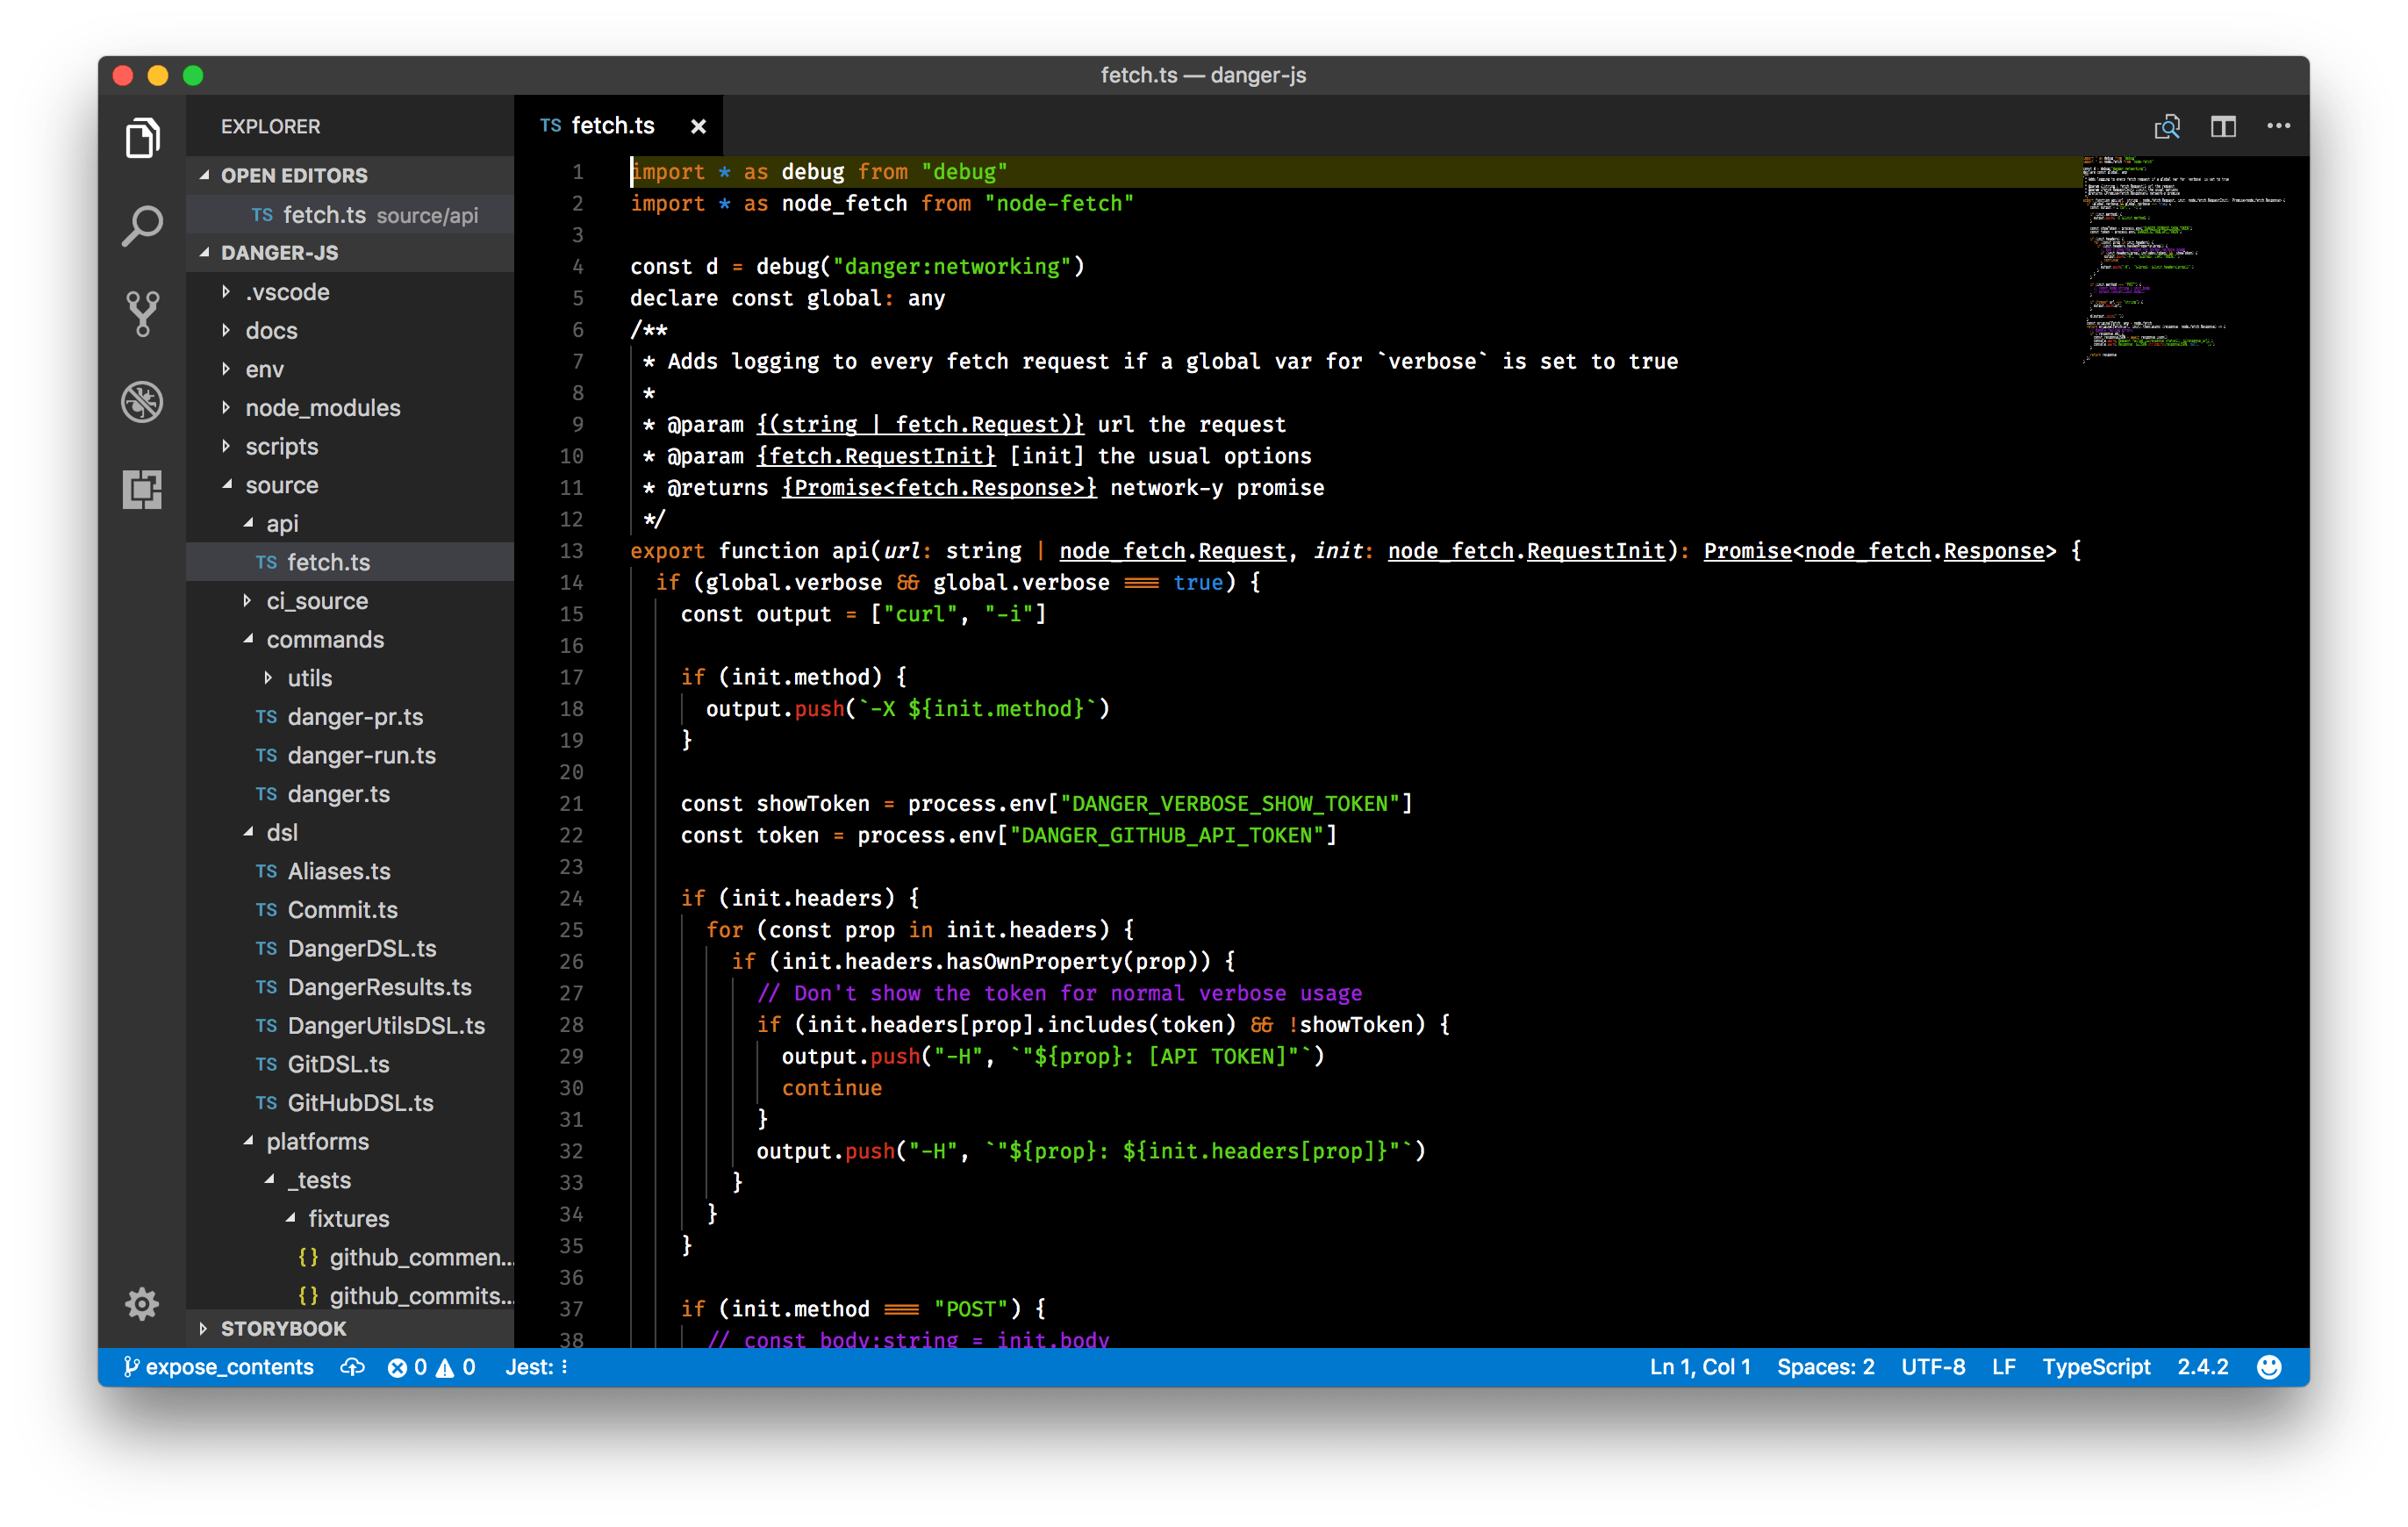 fetch.ts — danger-js
EXPLORER
OPEN EDITORS
TS fetch.ts source/api
DANGER-JS
.vscode
docs
env
node_modules
scripts
source
api
TS fetch.ts
ci_source
commands
utils
TS danger-pr.ts
TS danger-run.ts
TS danger.ts
dsl
TS Aliases.ts
TS Commit.ts
TS DangerDSL.ts
TS DangerResults.ts
TS DangerUtilsDSL.ts
TS GitDSL.ts
TS GitHubDSL.ts
platforms
_tests
fixtures
{} github_commen...
{} github_commits...
STORYBOOK
TS fetch.ts ×
1 import * as debug from "debug"
2 import * as node_fetch from "node-fetch"
3
4 const d = debug("danger:networking")
5 declare const global: any
6 /**
7 * Adds logging to every fetch request if a global var for `verbose` is set to true
8 *
9 * @param {(string | fetch.Request)} url the request
10 * @param {fetch.RequestInit} [init] the usual options
11 * @returns {Promise<fetch.Response>} network-y promise
12 */
13 export function api(url: string | node_fetch.Request, init: node_fetch.RequestInit): Promise<node_fetch.Response> {
14 if (global.verbose && global.verbose === true) {
15 const output = ["curl", "-i"]
16
17 if (init.method) {
18 output.push(`-X ${init.method}`)
19 }
20
21 const showToken = process.env["DANGER_VERBOSE_SHOW_TOKEN"]
22 const token = process.env["DANGER_GITHUB_API_TOKEN"]
23
24 if (init.headers) {
25 for (const prop in init.headers) {
26 if (init.headers.hasOwnProperty(prop)) {
27 // Don't show the token for normal verbose usage
28 if (init.headers[prop].includes(token) && !showToken) {
29 output.push("-H", `"${prop}: [API TOKEN]"`)
30 continue
31 }
32 output.push("-H", `"${prop}: ${init.headers[prop]}"`)
33 }
34 }
35 }
36
37 if (init.method === "POST") {
38 // const body:string = init.body
expose_contents 0 0 Jest: Ln 1, Col 1 Spaces: 2 UTF-8 LF TypeScript 2.4.2